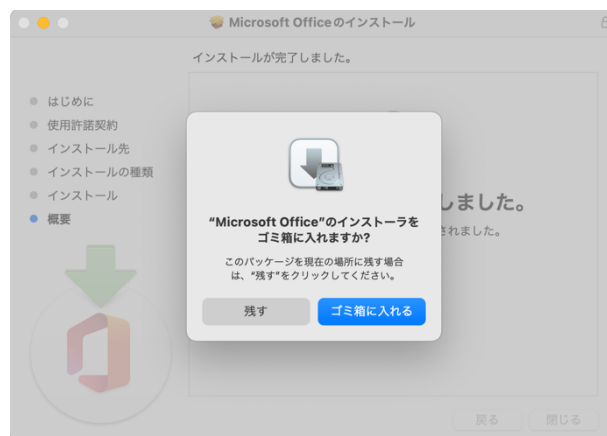 Microsoft Officeのインストール
インストールが完了しました。
はじめに
使用許諾契約
インストール先
インストールの種類
インストール
概要
しました。
されました。
“Microsoft Office”のインストーラを
ゴミ箱に入れますか?
このパッケージを現在の場所に残す場合
は、“残す”をクリックしてください。
残す
ゴミ箱に入れる
戻る
閉じる